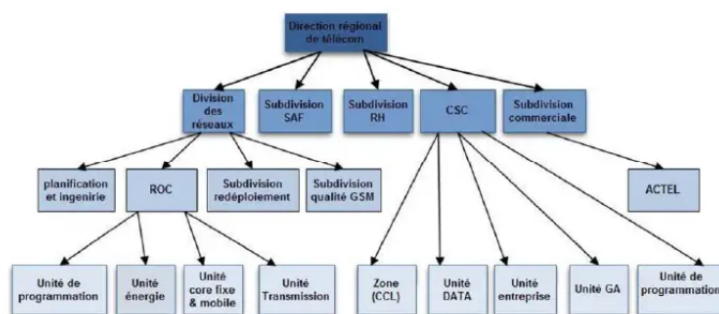 Direction régional
de télécom
Division
des
réseaux
Subdivision
SAF
Subdivision
RH
CSC
Subdivision
commerciale
planification
et ingenirie
ROC
Subdivision
redéploiement
Subdivision
qualité GSM
ACTEL
Unité de
programmation
Unité
énergie
Unité
core fixe
& mobile
Unité
Transmission
Zone
(CCL)
Unité
DATA
Unité
entreprise
Unité GA
Unité de
programmation